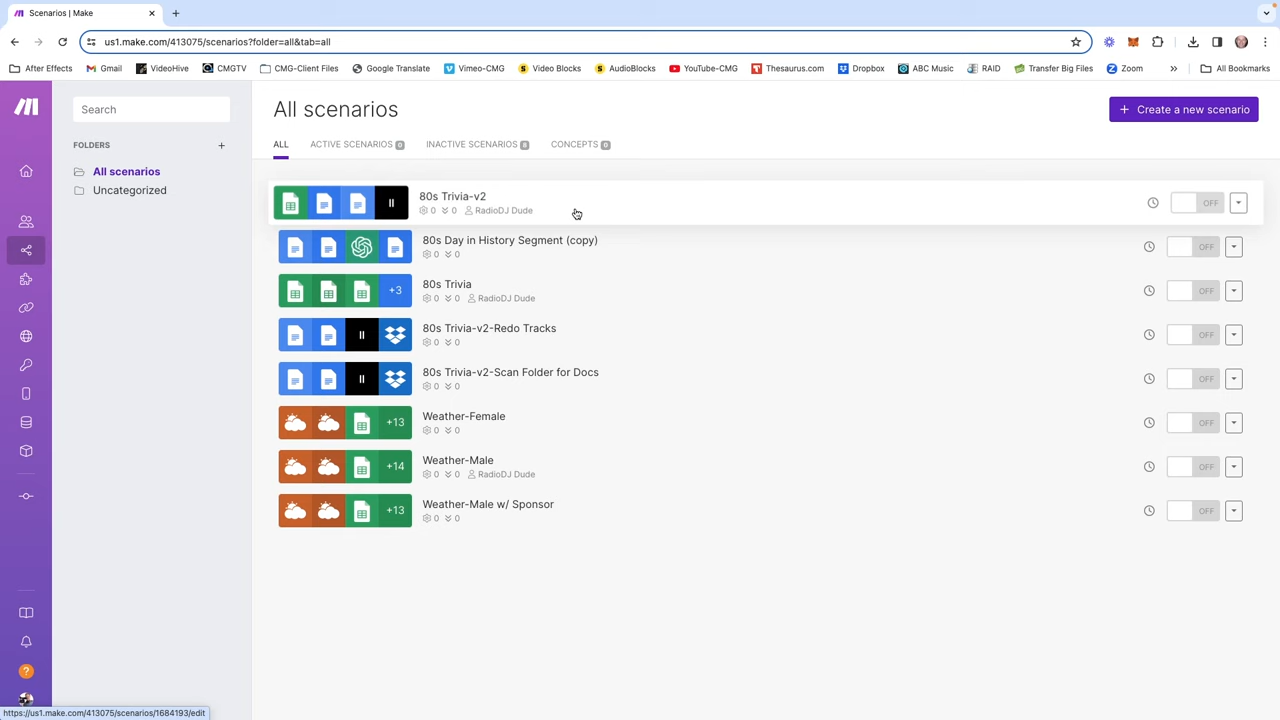 Scenarios | Make
us1.make.com/413075/scenarios?folder=all&tab=all
After Effects Gmail VideoHive CMGTV CMG-Client Files Google Translate Vimeo-CMG Video Blocks AudioBlocks YouTube-CMG Thesaurus.com Dropbox ABC Music RAID Transfer Big Files Zoom » All Bookmarks
Search
FOLDERS +
All scenarios
Uncategorized
All scenarios
+ Create a new scenario
ALL ACTIVE SCENARIOS 0 INACTIVE SCENARIOS 8 CONCEPTS 0
80s Trivia-v2
0 0 RadioDJ Dude
OFF
80s Day in History Segment (copy)
0 0
OFF
+3
80s Trivia
0 0 RadioDJ Dude
OFF
80s Trivia-v2-Redo Tracks
0 0
OFF
80s Trivia-v2-Scan Folder for Docs
0 0
OFF
+13
Weather-Female
0 0
OFF
+14
Weather-Male
0 0 RadioDJ Dude
OFF
+13
Weather-Male w/ Sponsor
0 0
OFF
https://us1.make.com/413075/scenarios/1684193/edit